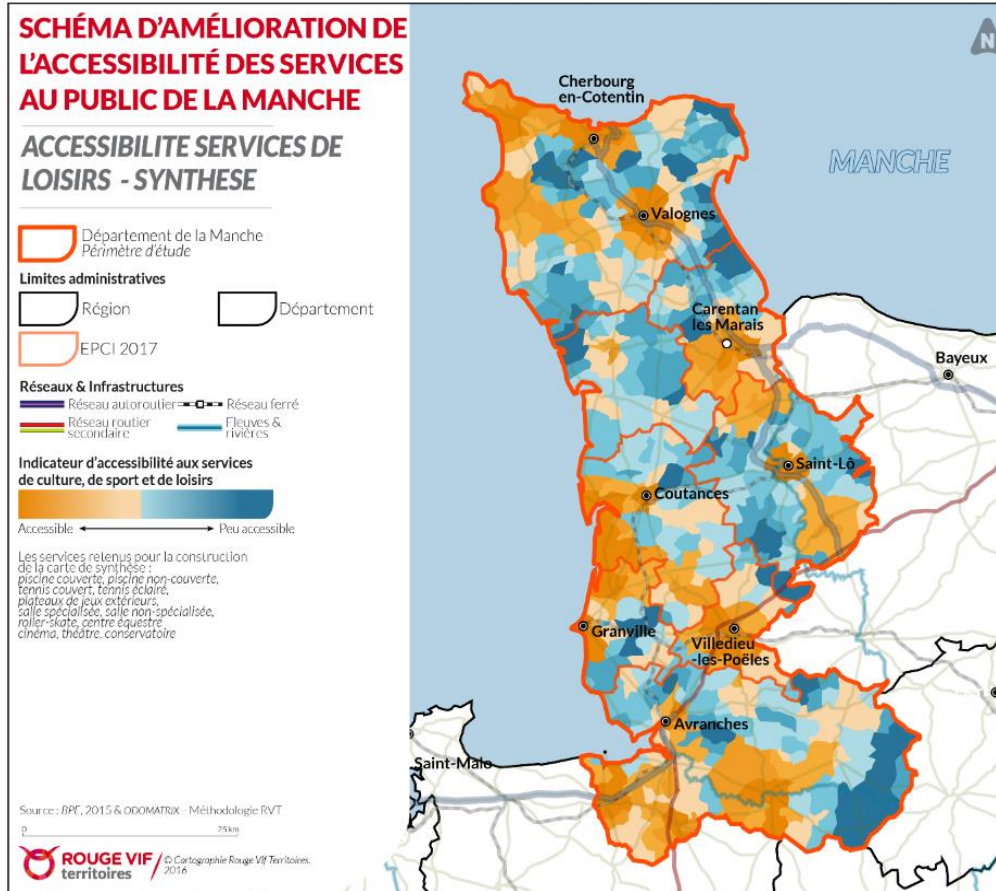 SCHÉMA D'AMÉLIORATION DE
L'ACCESSIBILITÉ DES SERVICES
AU PUBLIC DE LA MANCHE
ACCESSIBILITE SERVICES DE
LOISIRS - SYNTHESE
Département de la Manche
Périmètre d'étude
Limites administratives
Région
Département
EPCI 2017
Réseaux & Infrastructures
Réseau autoroutier
Réseau ferré
Réseau routier
secondaire
Fleuves &
rivières
Indicateur d'accessibilité aux services
de culture, de sport et de loisirs
Accessible
Peu accessible
Les services retenus pour la construction
de la carte de synthèse :
piscine couverte, piscine non-couverte,
tennis couvert, tennis éclairé,
plateaux de jeux extérieurs,
salle spécialisée, salle non-spécialisée,
roller-skate, centre équestre
cinéma, théâtre, conservatoire
Source : BPE, 2015 & ODOMATRIX - Méthodologie RVT
0
25 km
ROUGE VIF
territoires
© Cartographie Rouge Vif Territoires,
2016
N
MANCHE
Cherbourg
en-Cotentin
Valognes
Carentan
les Marais
Bayeux
Saint-Lô
Coutances
Granville
Villedieu
-les-Poëles
Avranches
Saint-Malo